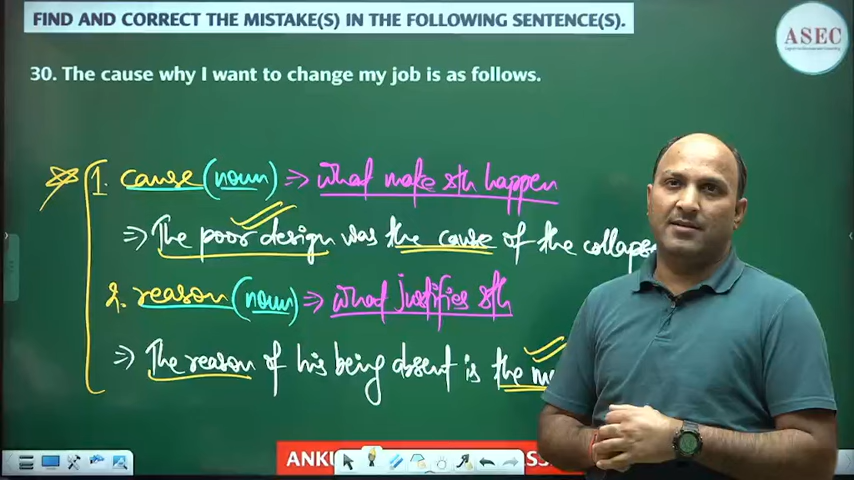 FIND AND CORRECT THE MISTAKE(S) IN THE FOLLOWING SENTENCE(S).
ASEC
30. The cause why I want to change my job is as follows.
1. cause (noun) ⇒ what make sth happen
⇒ The poor design was the cause of the collapse
2. reason (noun) ⇒ what justifies sth
⇒ The reason of his being absent is the